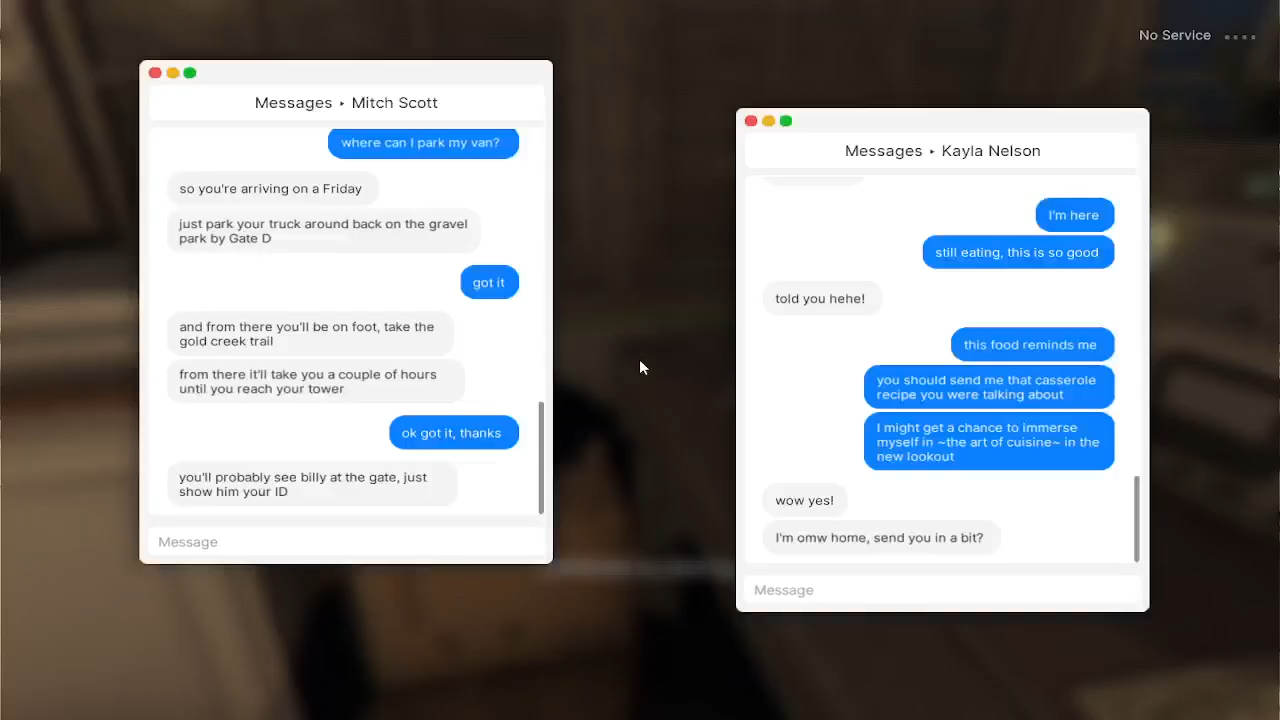 No Service
Messages ▸ Mitch Scott
where can I park my van?
so you're arriving on a Friday
just park your truck around back on the gravel
park by Gate D
got it
and from there you'll be on foot, take the
gold creek trail
from there it'll take you a couple of hours
until you reach your tower
ok got it, thanks
you'll probably see billy at the gate, just
show him your ID
Message
Messages ▸ Kayla Nelson
I'm here
still eating, this is so good
told you hehe!
this food reminds me
you should send me that casserole
recipe you were talking about
I might get a chance to immerse
myself in ~the art of cuisine~ in the
new lookout
wow yes!
I'm omw home, send you in a bit?
Message